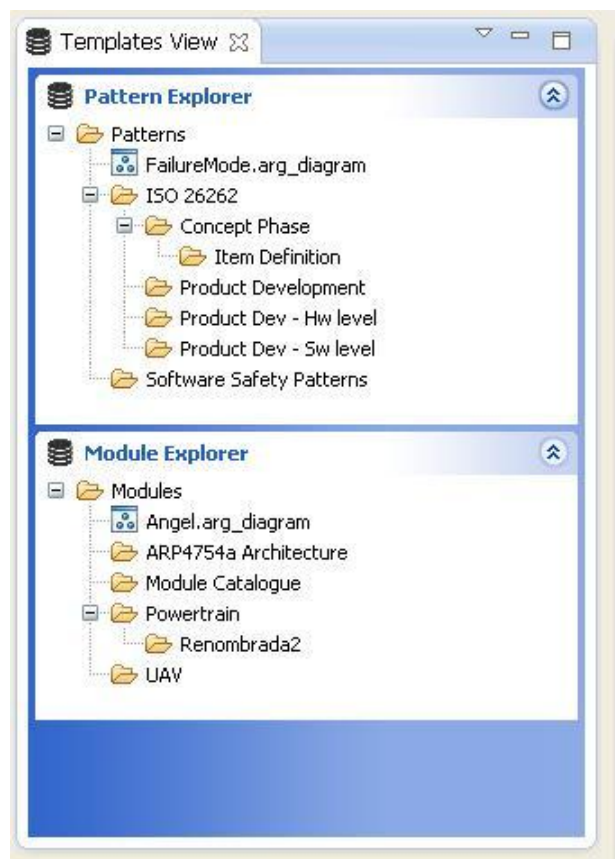 Templates View
Pattern Explorer
Patterns
FailureMode.arg_diagram
ISO 26262
Concept Phase
Item Definition
Product Development
Product Dev - Hw level
Product Dev - Sw level
Software Safety Patterns
Module Explorer
Modules
Angel.arg_diagram
ARP4754a Architecture
Module Catalogue
Powertrain
Renombrada2
UAV